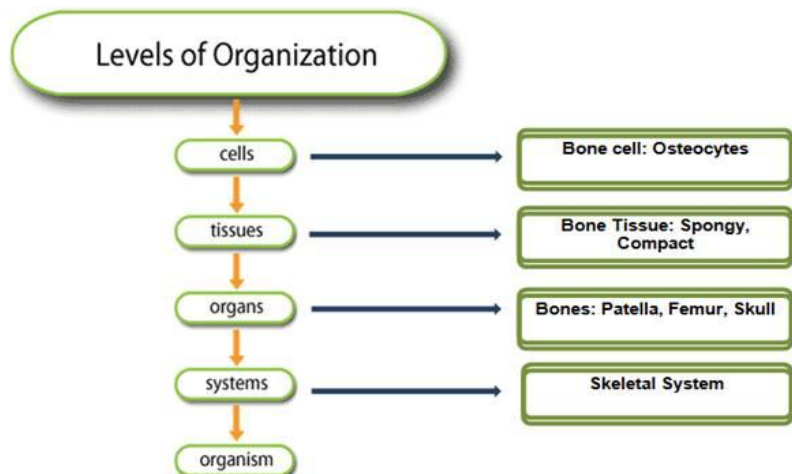 Levels of Organization
cells
Bone cell: Osteocytes
tissues
Bone Tissue: Spongy,
Compact
organs
Bones: Patella, Femur, Skull
systems
Skeletal System
organism